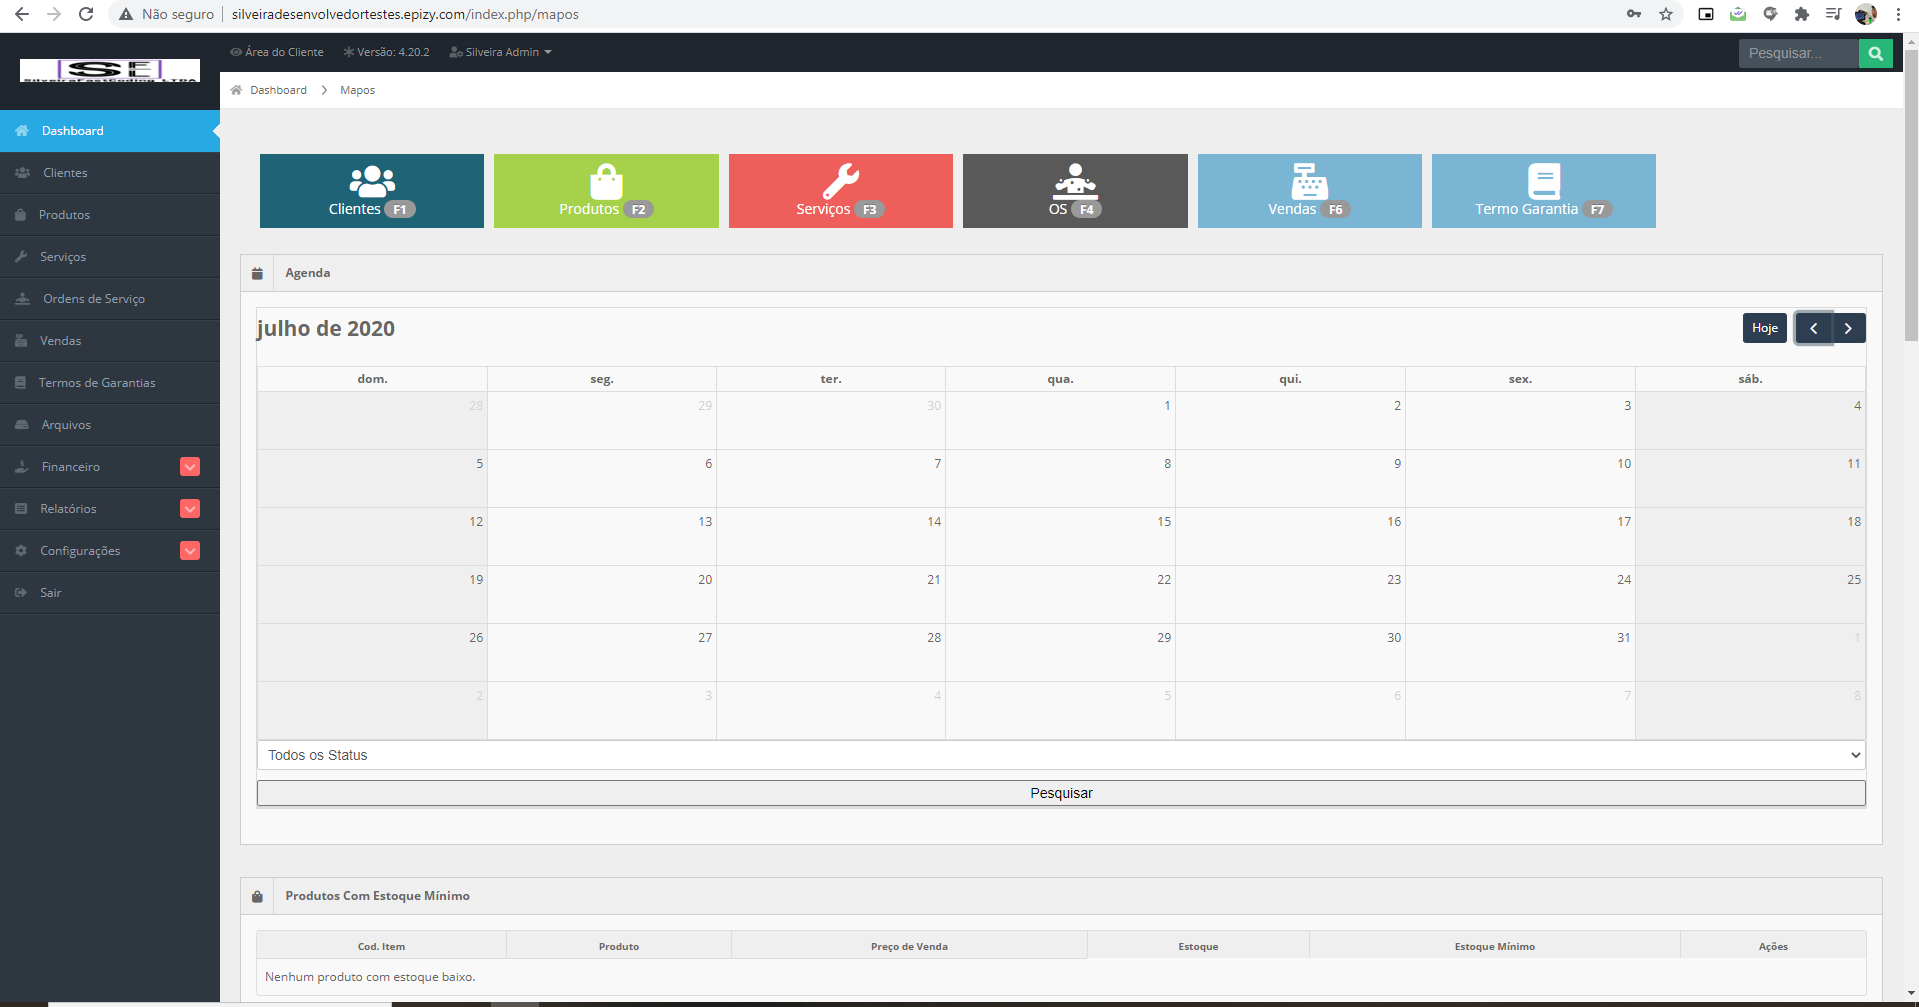 Não seguro
silveiradesenvolvedortestes.epizy.com/index.php/mapos
SE
SilveiraFastCoding LTDA
Área do Cliente
Versão: 4.20.2
Silveira Admin
Pesquisar...
Dashboard
Mapos
Dashboard
Clientes
Produtos
Serviços
Ordens de Serviço
Vendas
Termos de Garantias
Arquivos
Financeiro
Relatórios
Configurações
Sair
Clientes F1
Produtos F2
Serviços F3
OS F4
Vendas F6
Termo Garantia F7
Agenda
julho de 2020
Hoje
dom. seg. ter. qua. qui. sex. sáb.
28 29 30 1 2 3 4
5 6 7 8 9 10 11
12 13 14 15 16 17 18
19 20 21 22 23 24 25
26 27 28 29 30 31 1
2 3 4 5 6 7 8
Todos os Status
Pesquisar
Produtos Com Estoque Mínimo
Cod. Item Produto Preço de Venda Estoque Estoque Mínimo Ações
Nenhum produto com estoque baixo.